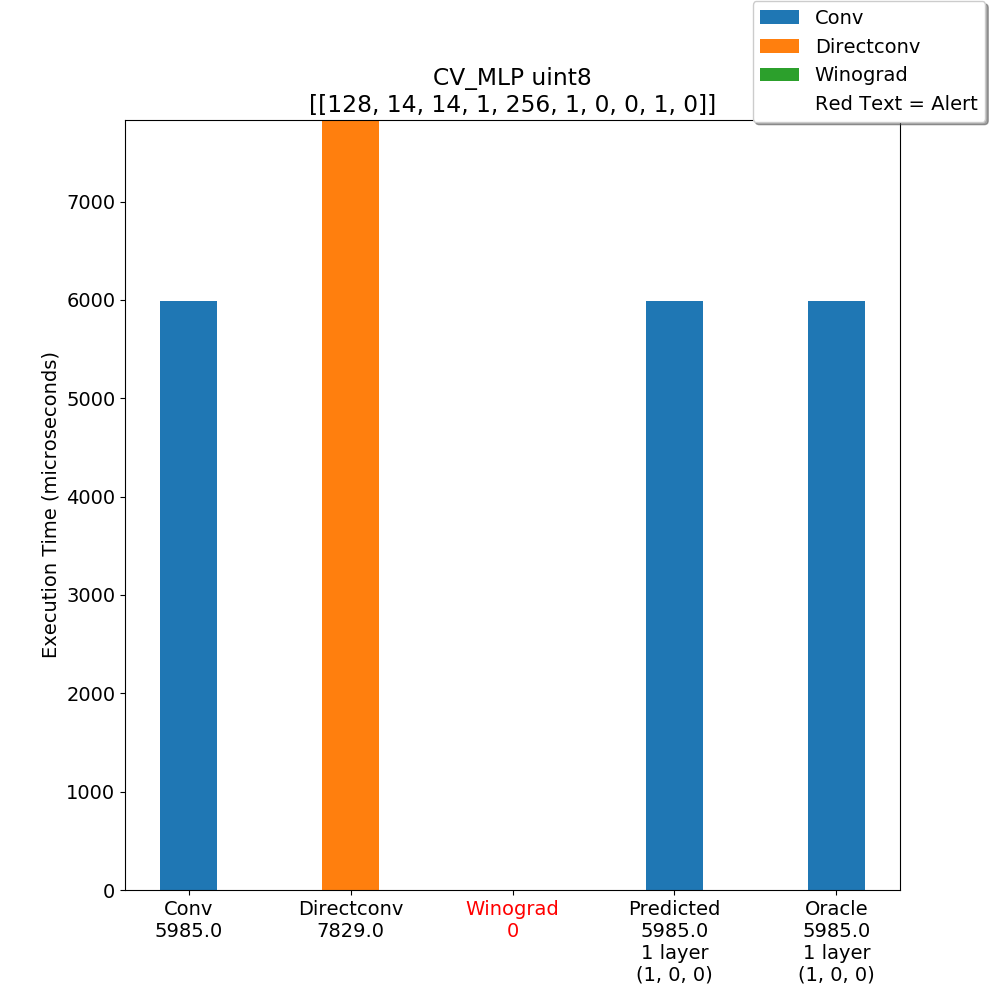 Conv
Directconv
Winograd
Red Text = Alert
CV_MLP uint8
[[128, 14, 14, 1, 256, 1, 0, 0, 1, 0]]
Execution Time (microseconds)
7000
6000
5000
4000
3000
2000
1000
0
Conv
5985.0
Directconv
7829.0
Winograd
0
Predicted
5985.0
1 layer
(1, 0, 0)
Oracle
5985.0
1 layer
(1, 0, 0)